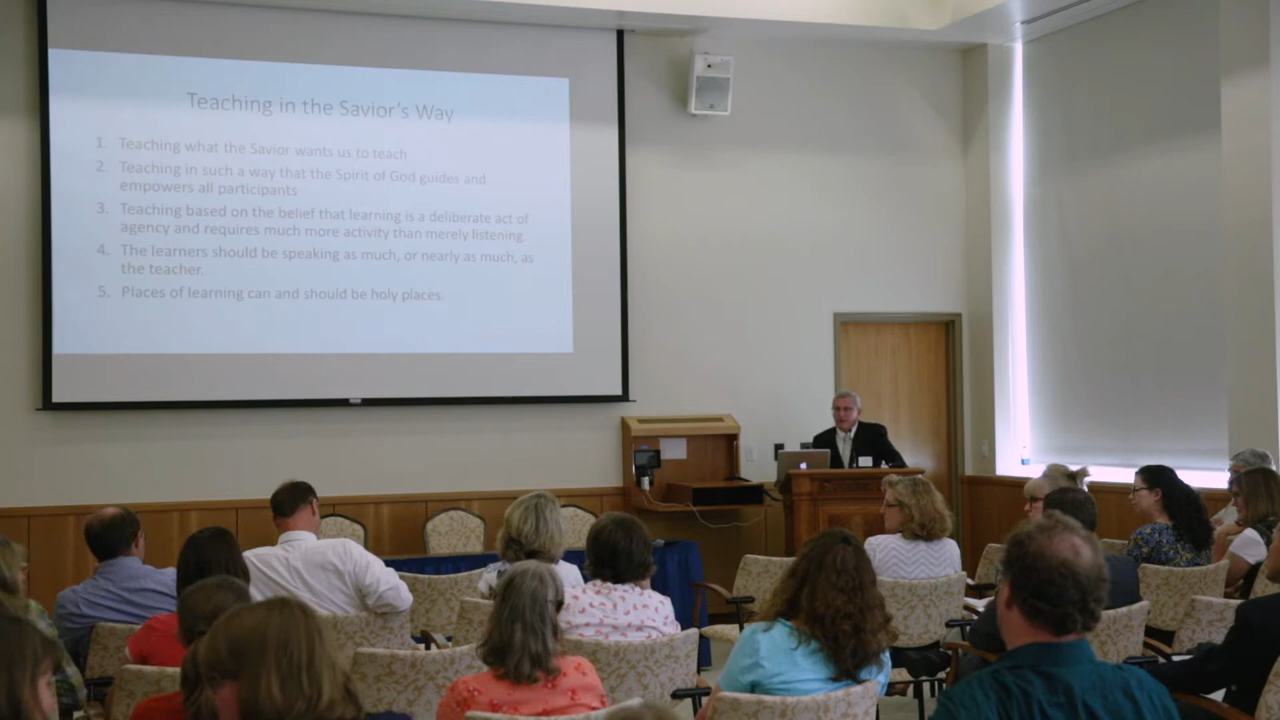 Teaching in the Savior's Way
1. Teaching what the Savior wants us to teach
2. Teaching in such a way that the Spirit of God guides and
empowers all participants
3. Teaching based on the belief that learning is a deliberate act of
agency and requires much more activity than merely listening.
4. The learners should be speaking as much, or nearly as much, as
the teacher.
5. Places of learning can and should be holy places.